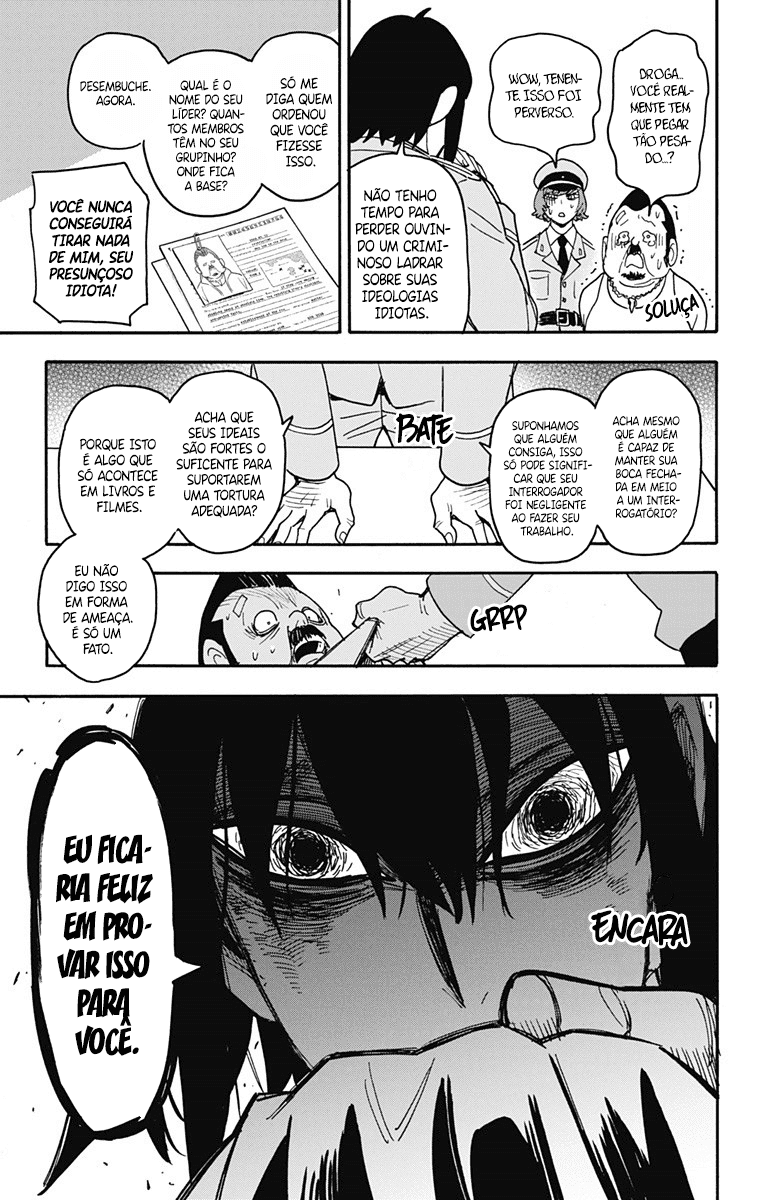 DROGA..
VOCÊ REAL-
MENTE TEM
QUE PEGAR
TÃO PESA-
DO...?
WOW, TENEN-
TE ISSO FOI
PERVERSO.
SOLUÇA
NÃO TENHO
TEMPO PARA
PERDER OUVIN-
DO UM CRIMI-
NOSO LADRAR
SOBRE SUAS
IDEOLOGIAS
IDIOTAS.
SÓ ME
DIGA QUEM
ORDENOU
QUE VOCÊ
FIZESSE
ISSO.
QUAL É O
NOME DO SEU
LÍDER? QUAN-
TOS MEMBROS
TÊM NO SEU
GRUPINHO?
ONDE FICA
A BASE?
DESEMBUCHE.
AGORA.
VOCÊ NUNCA
CONSEGUIRÁ
TIRAR NADA
DE MIM, SEU
PRESUNÇOSO
IDIOTA!
ACHA MESMO
QUE ALGUÉM
É CAPAZ DE
MANTER SUA
BOCA FECHA-
DA EM MEIO
A UM INTER-
ROGATÓRIO?
SUPONHAMOS
QUE ALGUÉM
CONSIGA, ISSO
SÓ PODE SIGNIFI-
CAR QUE SEU
INTERROGADOR
FOI NEGLIGENTE
AO FAZER SEU
TRABALHO.
BATE
ACHA QUE
SEUS IDEAIS
SÃO FORTES O
SUFICENTE PARA
SUPORTAREM
UMA TORTURA
ADEQUADA?
PORQUE ISTO
É ALGO QUE
SÓ ACONTECE
EM LIVROS E
FILMES.
EU NÃO
DIGO ISSO
EM FORMA
DE AMEAÇA.
É SÓ UM
FATO.
GRRP
EU FICA-
RIA FELIZ
EM PRO-
VAR ISSO
PARA
VOCÊ.
ENCARA